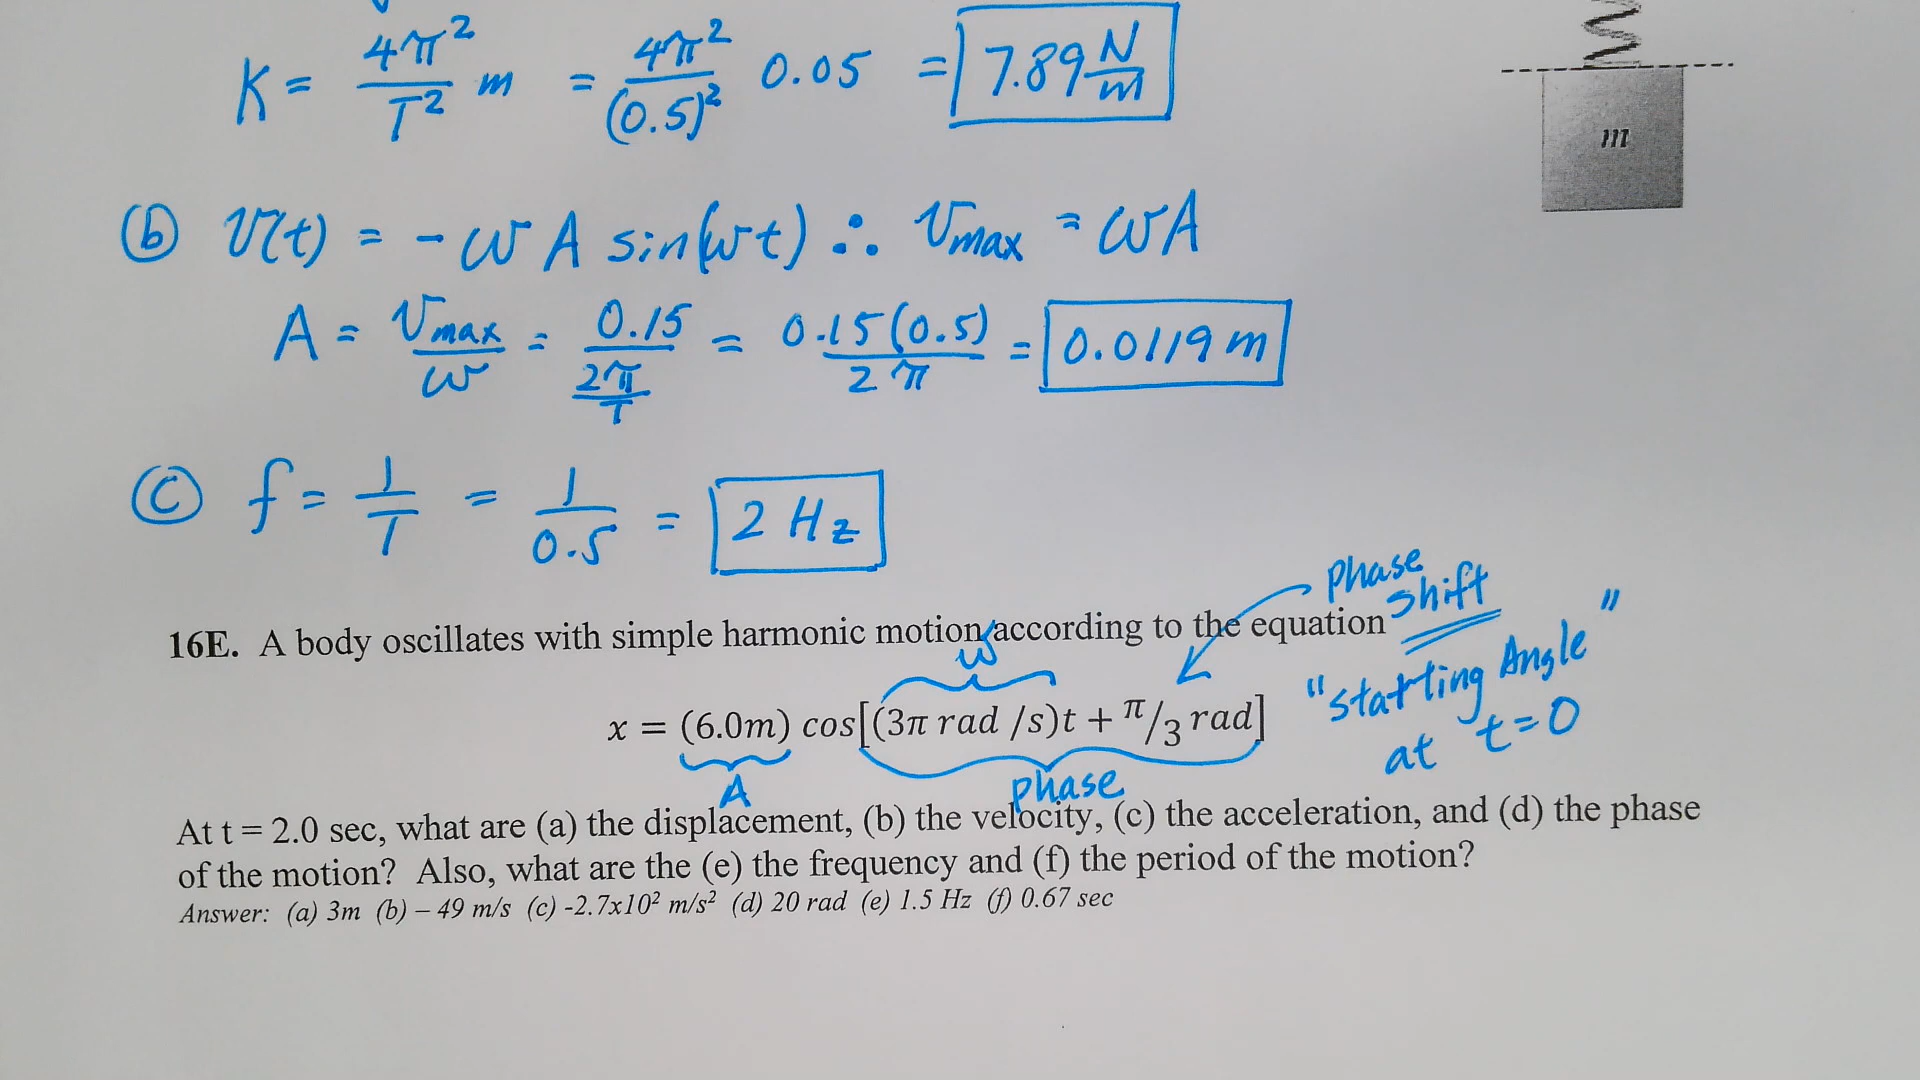 K = 4π²/T² m = 4π²/(0.5)² 0.05 = 7.89 N/m
m
(b) v(t) = -ωA sin(ωt) ∴ vmax = ωA
A = vmax/ω = 0.15/(2π/T) = 0.15(0.5)/2π = 0.0119 m
(c) f = 1/T = 1/0.5 = 2 Hz
phase
shift
16E. A body oscillates with simple harmonic motion according to the equation
ω
"starting Angle"
at t=0
x = (6.0m) cos[(3π rad /s)t + π/3 rad]
A
phase
At t = 2.0 sec, what are (a) the displacement, (b) the velocity, (c) the acceleration, and (d) the phase
of the motion? Also, what are the (e) the frequency and (f) the period of the motion?
Answer: (a) 3m (b) – 49 m/s (c) -2.7x10² m/s² (d) 20 rad (e) 1.5 Hz (f) 0.67 sec